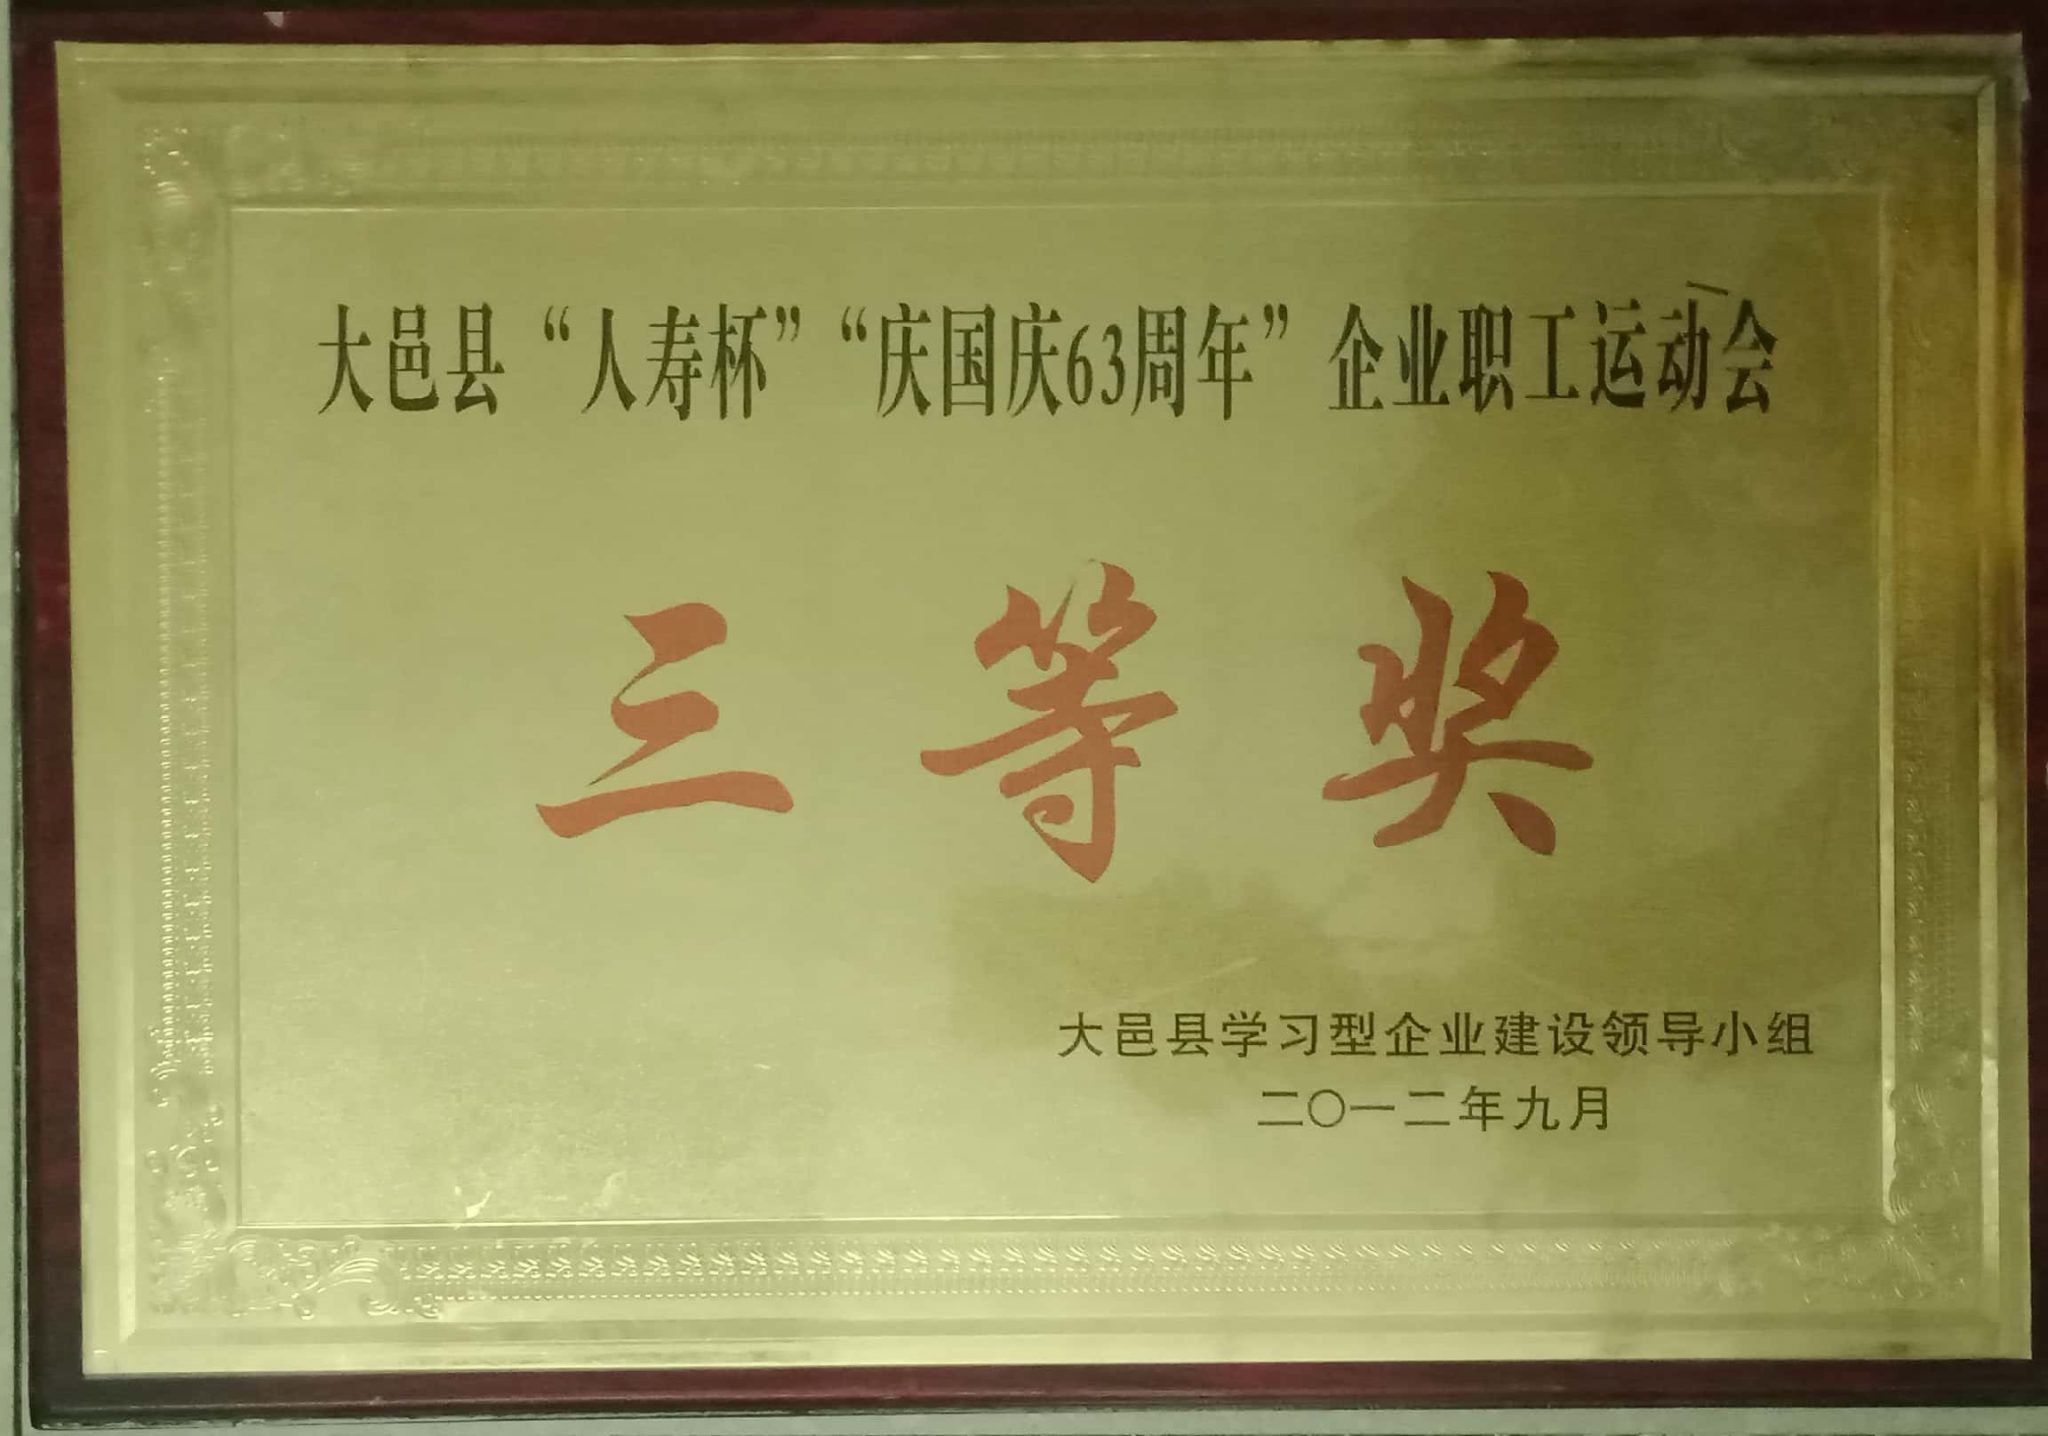 大邑县“人寿杯”“庆国庆63周年”企业职工运动会
三等奖
大邑县学习型企业建设领导小组
二〇一二年九月